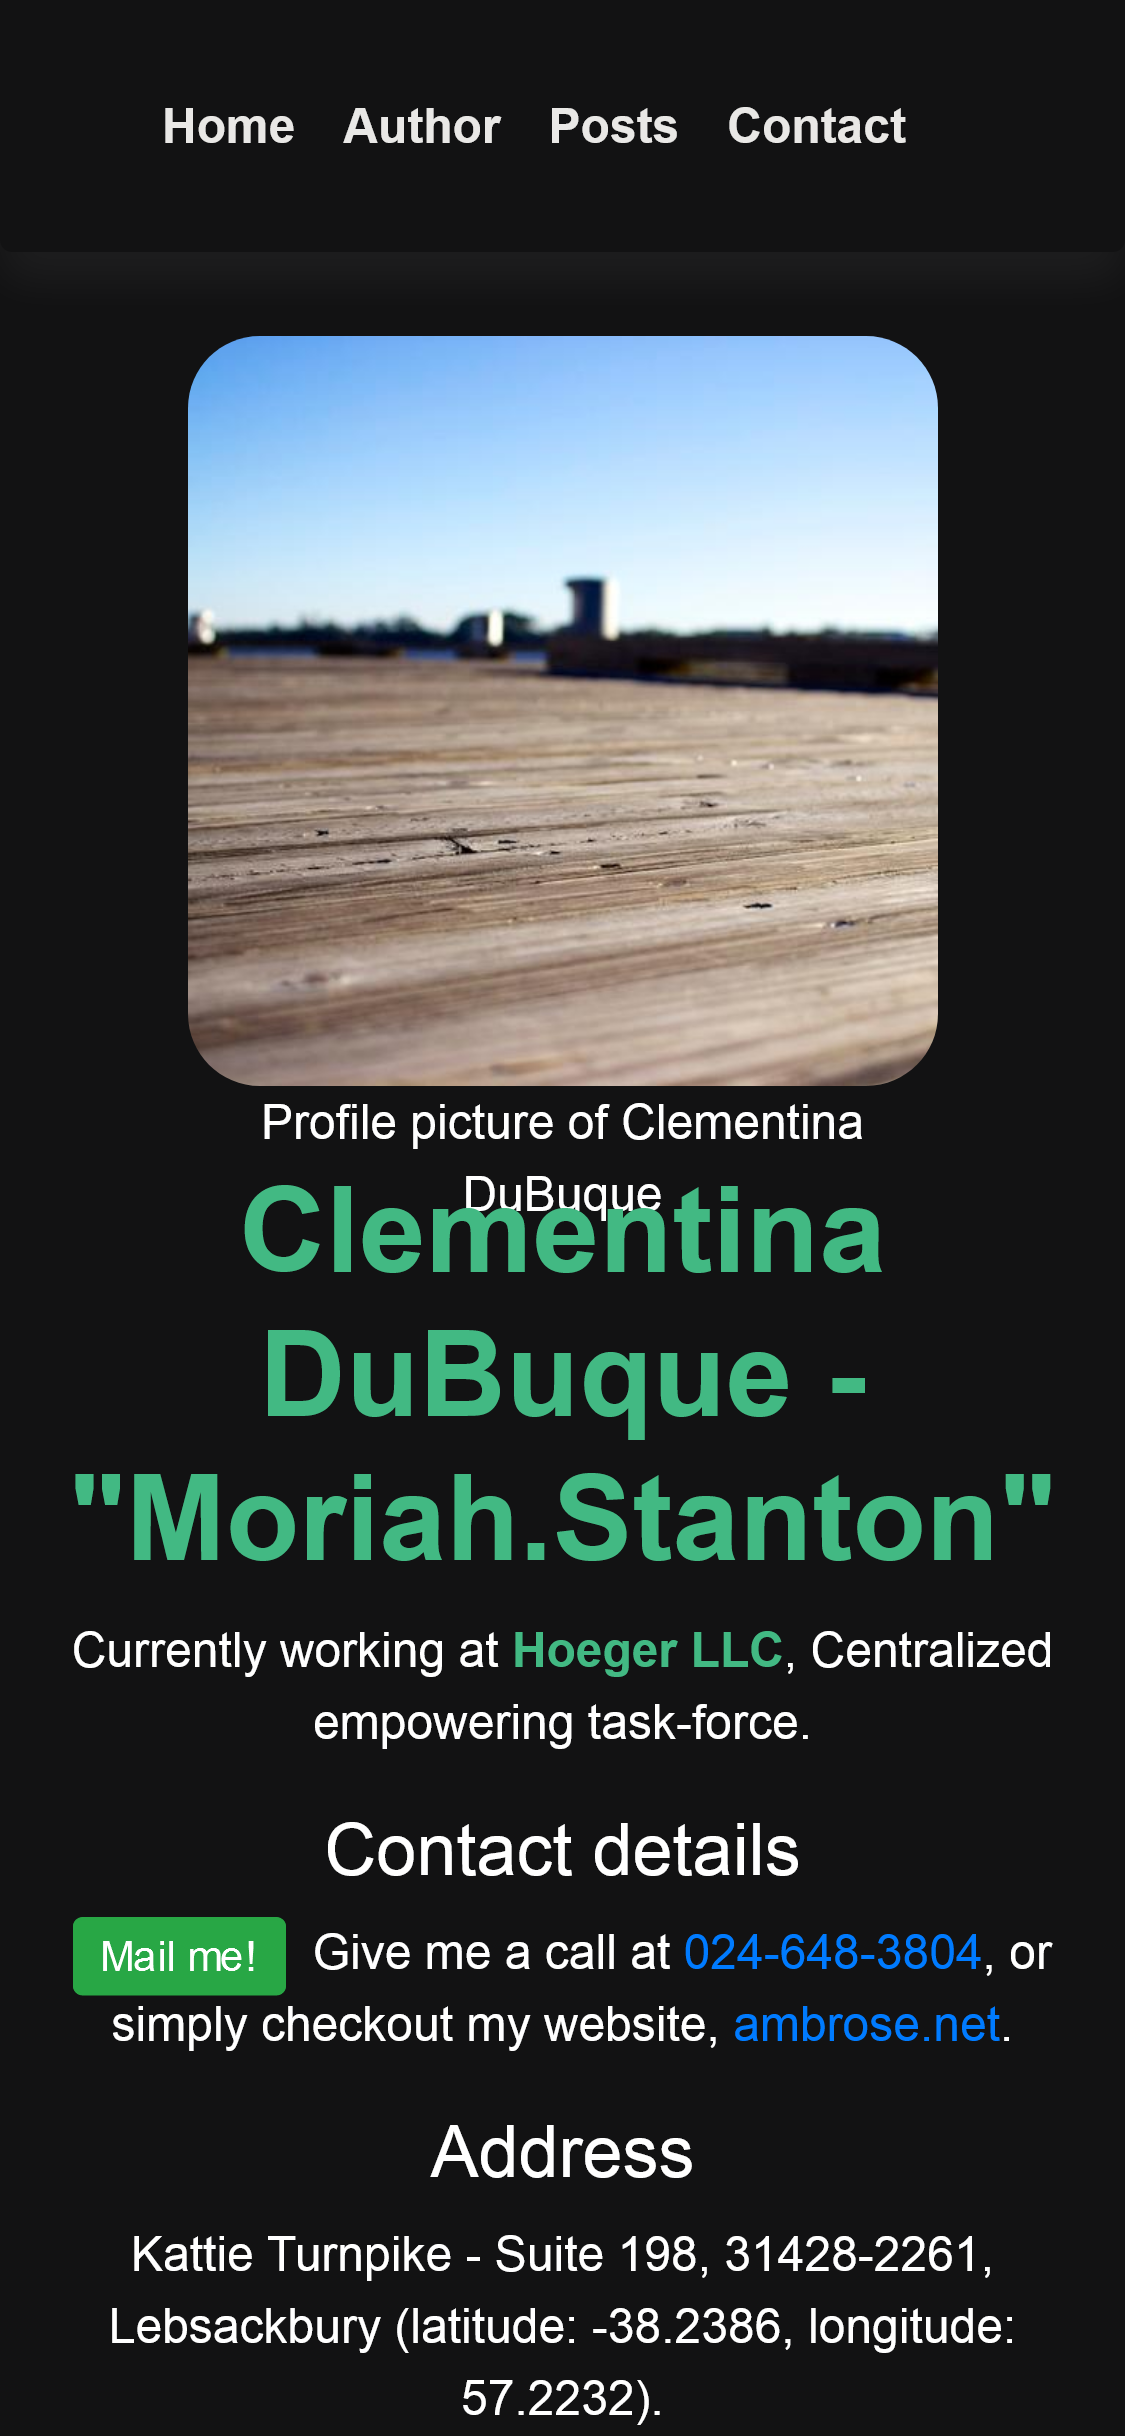 Home Author Posts Contact
Profile picture of Clementina
DuBuque
Clementina
DuBuque -
"Moriah.Stanton"
Currently working at Hoeger LLC, Centralized
empowering task-force.
Contact details
Mail me! Give me a call at 024-648-3804, or
simply checkout my website, ambrose.net.
Address
Kattie Turnpike - Suite 198, 31428-2261,
Lebsackbury (latitude: -38.2386, longitude:
57.2232).